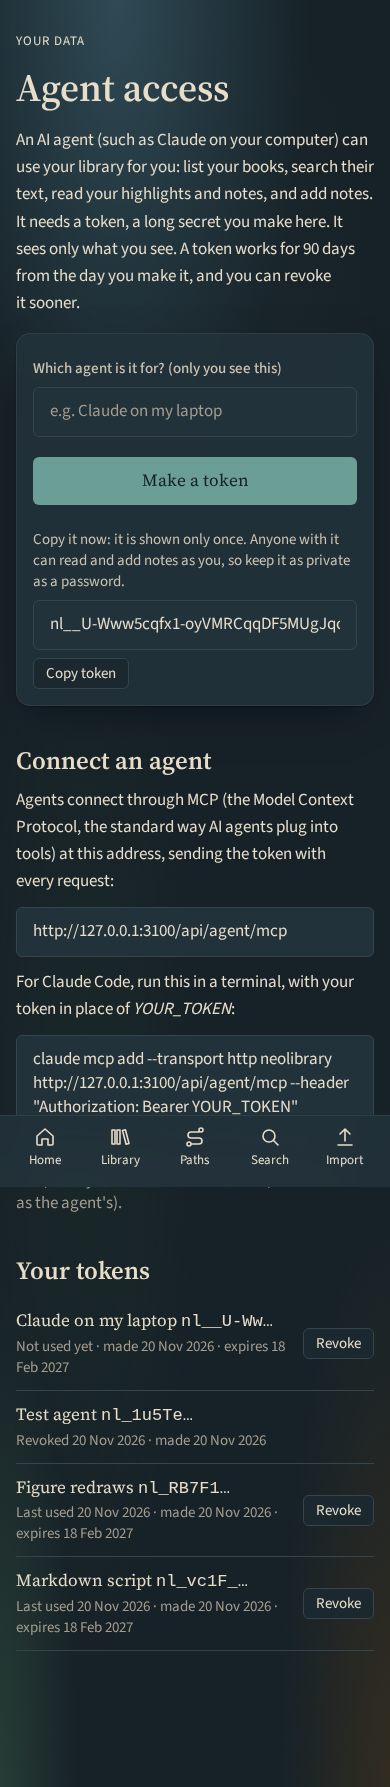 YOUR DATA
Agent access
An AI agent (such as Claude on your computer) can
use your library for you: list your books, search their
text, read your highlights and notes, and add notes.
It needs a token, a long secret you make here. It
sees only what you see. A token works for 90 days
from the day you make it, and you can revoke
it sooner.
Which agent is it for? (only you see this)
e.g. Claude on my laptop
Make a token
Copy it now: it is shown only once. Anyone with it
can read and add notes as you, so keep it as private
as a password.
nl__U-Www5cqfx1-oyVMRCqqDF5MUgJq
Copy token
Connect an agent
Agents connect through MCP (the Model Context
Protocol, the standard way AI agents plug into
tools) at this address, sending the token with
every request:
http://127.0.0.1:3100/api/agent/mcp
For Claude Code, run this in a terminal, with your
token in place of YOUR_TOKEN:
claude mcp add --transport http neolibrary
http://127.0.0.1:3100/api/agent/mcp --header
"Authorization: Bearer YOUR_TOKEN"
Home Library Paths Search Import
as the agent's).
Your tokens
Claude on my laptop nl__U-Ww…
Not used yet · made 20 Nov 2026 · expires 18
Feb 2027
Revoke
Test agent nl_1u5Te…
Revoked 20 Nov 2026 · made 20 Nov 2026
Figure redraws nl_RB7F1…
Last used 20 Nov 2026 · made 20 Nov 2026 ·
expires 18 Feb 2027
Revoke
Markdown script nl_vc1F_…
Last used 20 Nov 2026 · made 20 Nov 2026 ·
expires 18 Feb 2027
Revoke